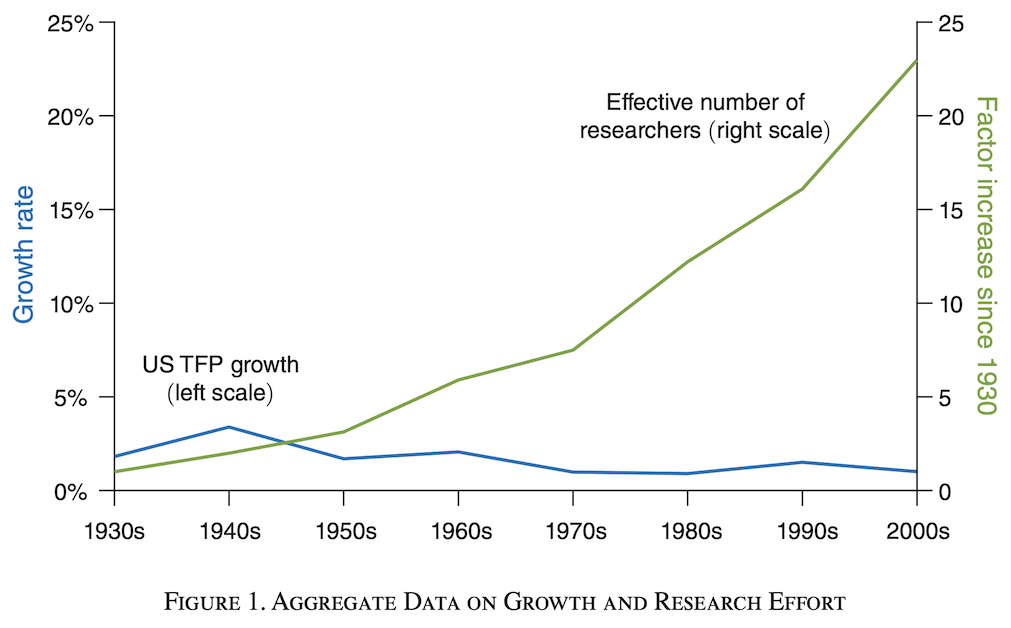 25%
20%
15%
10%
5%
0%
Growth rate
US TFP growth
(left scale)
Effective number of
researchers (right scale)
25
20
15
10
5
0
Factor increase since 1930
1930s 1940s 1950s 1960s 1970s 1980s 1990s 2000s
Figure 1. Aggregate Data on Growth and Research Effort